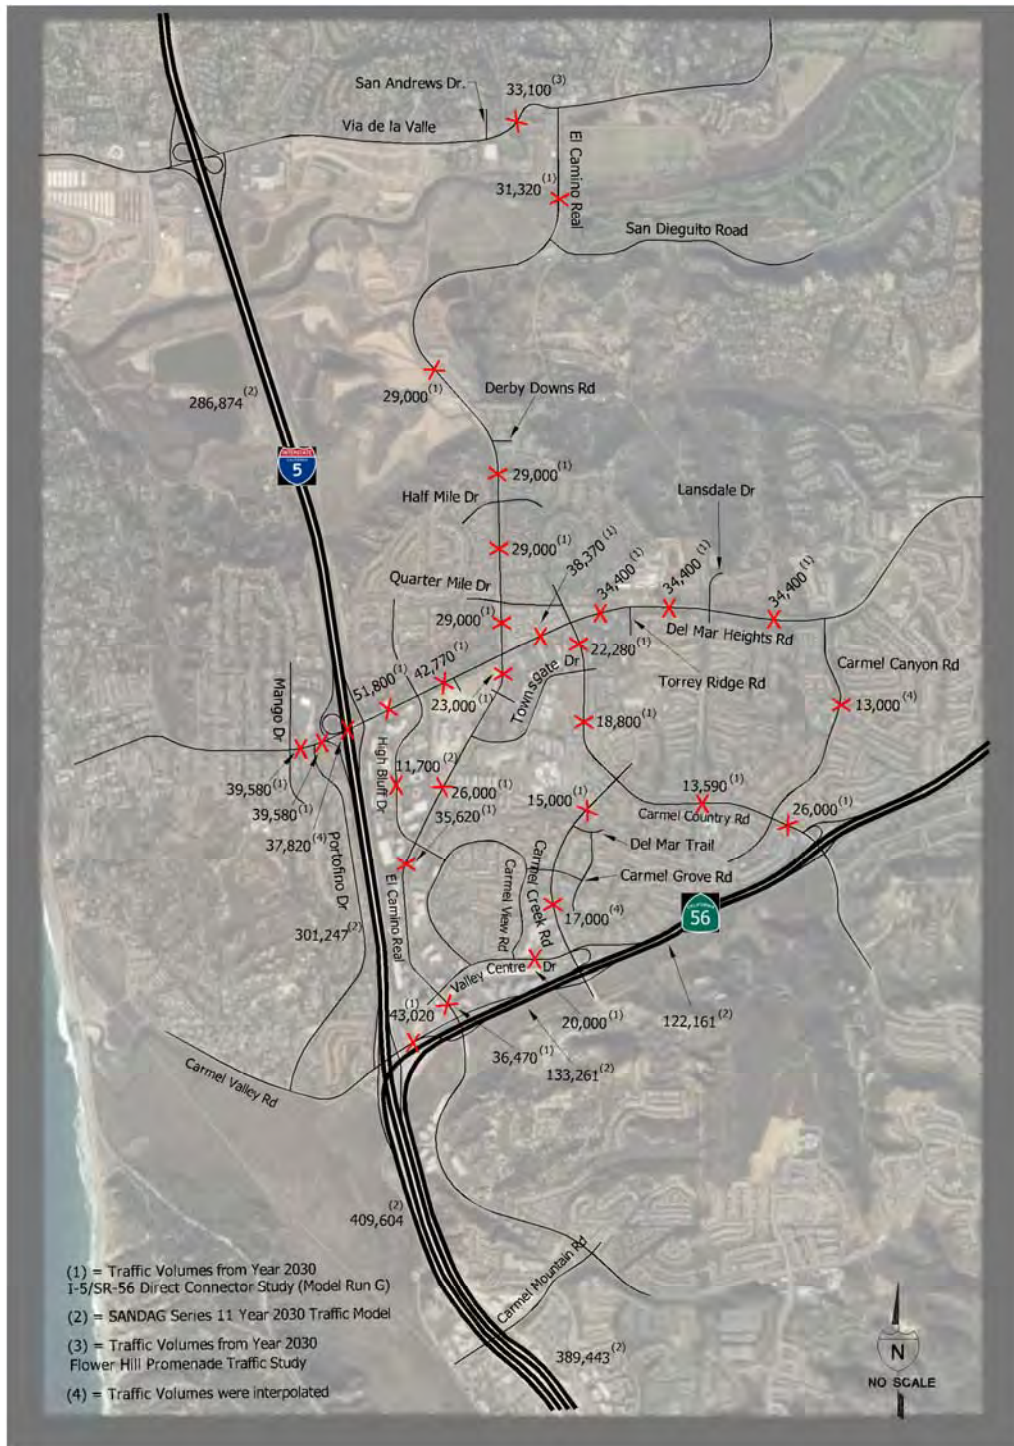 San Andrews Dr.
33,100(3)
Via de la Valle
El Camino Real
31,320(1)
San Dieguito Road
29,000(1)
Derby Downs Rd
286,874(2)
INTERSTATE
CALIFORNIA
5
29,000(1)
Half Mile Dr
Lansdale Dr
29,000(1)
38,370(1)
34,400(1)
34,400(1)
34,400(1)
Quarter Mile Dr
29,000(1)
Del Mar Heights Rd
22,280(1)
Carmel Canyon Rd
51,800(1)
42,770(1)
23,000(1)
Townsgate Dr
Torrey Ridge Rd
13,000(4)
Mango Dr
18,800(1)
High Bluff Dr
11,700(2)
39,580(1)
26,000(1)
13,590(1)
15,000(1)
26,000(1)
39,580(1)
35,620(1)
Carmel Country Rd
37,820(4)
Portofino Dr
Del Mar Trail
Carmel Grove Rd
El Camino Real
Carmel View Rd
Carmel Creek Rd
17,000(4)
CALIFORNIA
56
301,247(2)
Valley Centre Dr
43,020(1)
20,000(1)
122,161(2)
36,470(1)
133,261(2)
Carmel Valley Rd
409,604(2)
Carmel Mountain Rd
389,443(2)
(1) = Traffic Volumes from Year 2030
I-5/SR-56 Direct Connector Study (Model Run G)
(2) = SANDAG Series 11 Year 2030 Traffic Model
(3) = Traffic Volumes from Year 2030
Flower Hill Promenade Traffic Study
(4) = Traffic Volumes were interpolated
N
NO SCALE